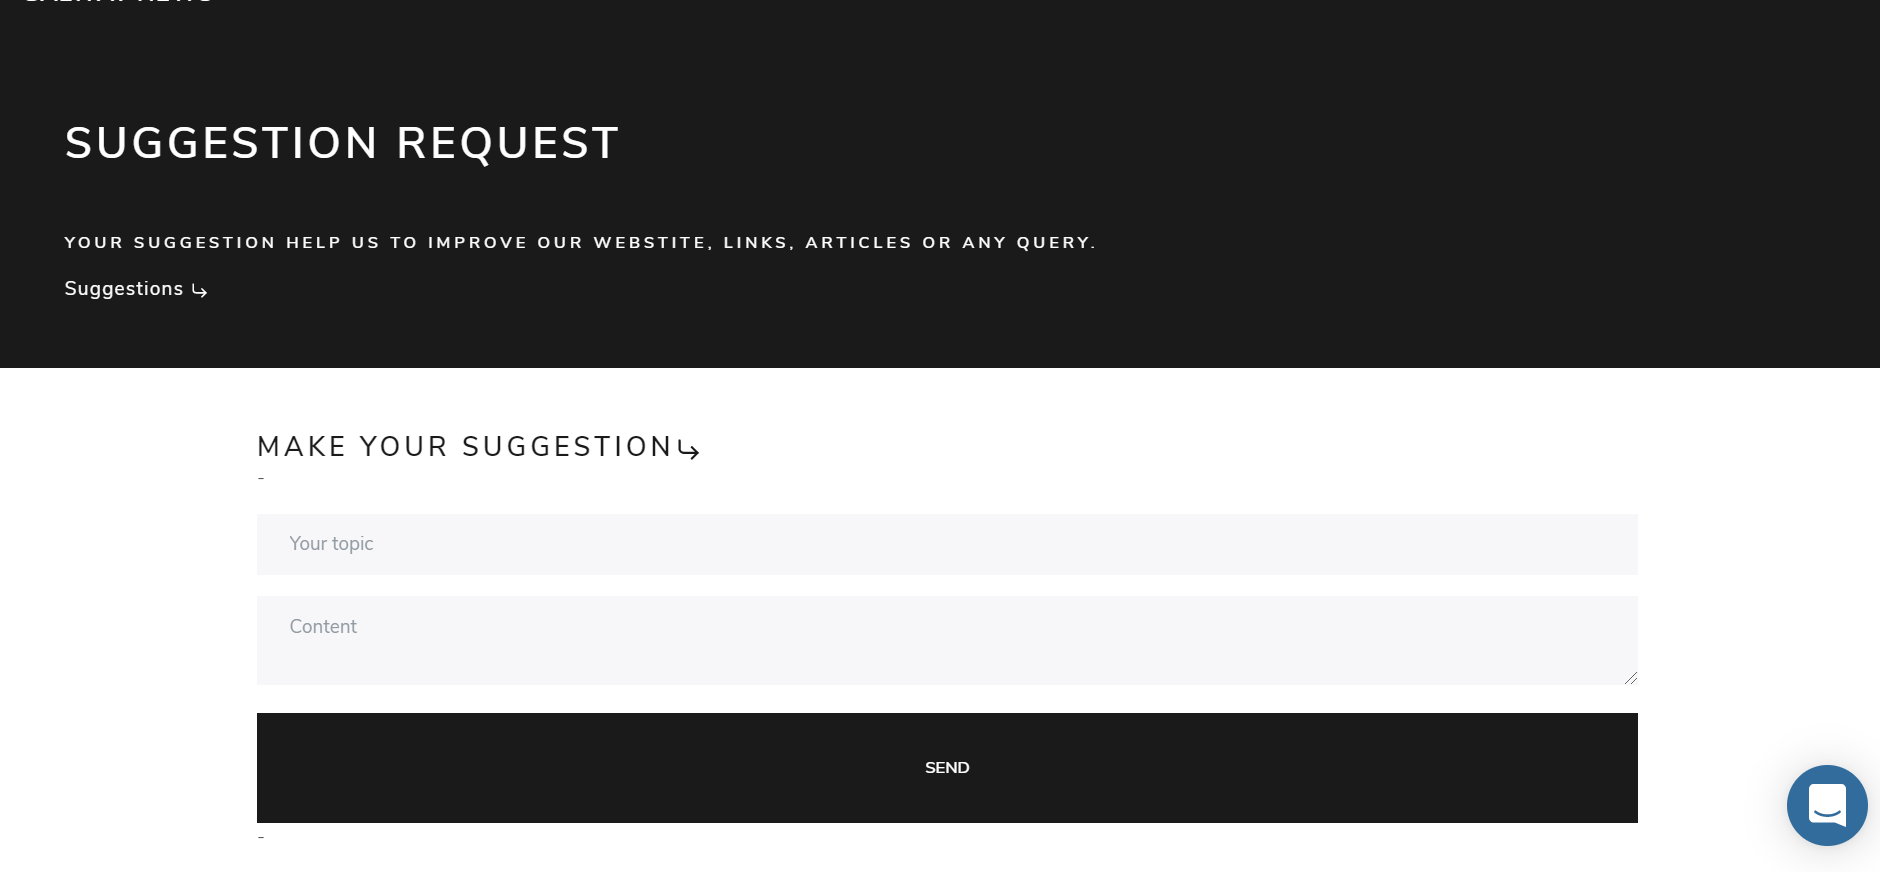 SUGGESTION REQUEST
YOUR SUGGESTION HELP US TO IMPROVE OUR WEBSTITE, LINKS, ARTICLES OR ANY QUERY.
Suggestions
MAKE YOUR SUGGESTION
-
Your topic
Content
SEND
-